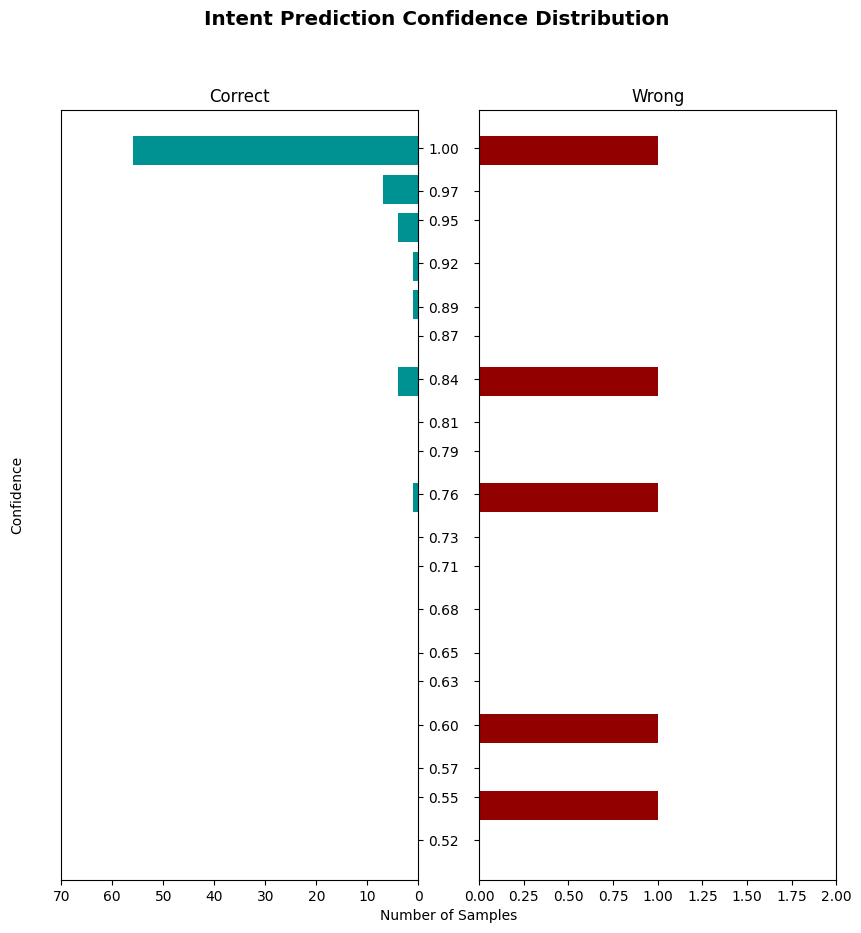 Intent Prediction Confidence Distribution
Correct
Wrong
1.00
0.97
0.95
0.92
0.89
0.87
0.84
0.81
0.79
0.76
0.73
0.71
0.68
0.65
0.63
0.60
0.57
0.55
0.52
Confidence
70 60 50 40 30 20 10 0
0.00 0.25 0.50 0.75 1.00 1.25 1.50 1.75 2.00
Number of Samples